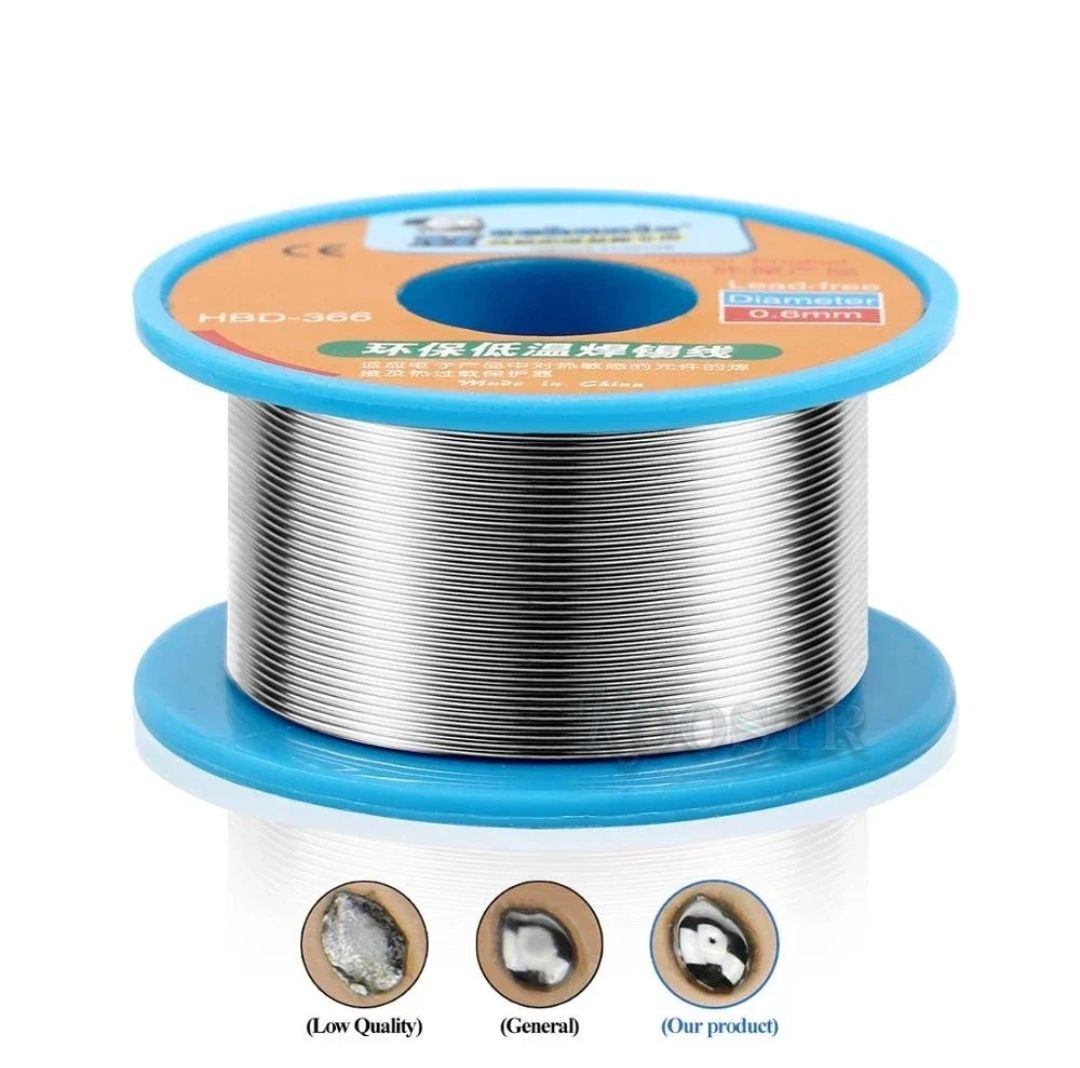 Mechanic
CE
Green Product
环保产品
Lead-free
Diameter
0.6mm
HBD-366
环保低温焊锡线
适应电子产品中对热敏感的元件的焊
接及热过载保护器
Made in China
(Low Quality)
(General)
(Our product)